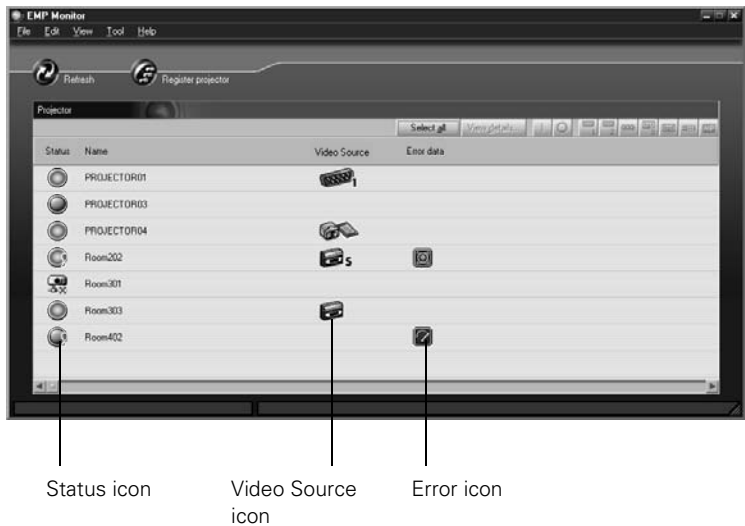 EMP Monitor
File Edit View Tool Help
Refresh Register projector
Projector
Select all View details...
Status Name Video Source Error data
PROJECTOR01 1
PROJECTOR03
PROJECTOR04
Room202 S
Room301
Room303
Room402
Status icon Video Source icon Error icon